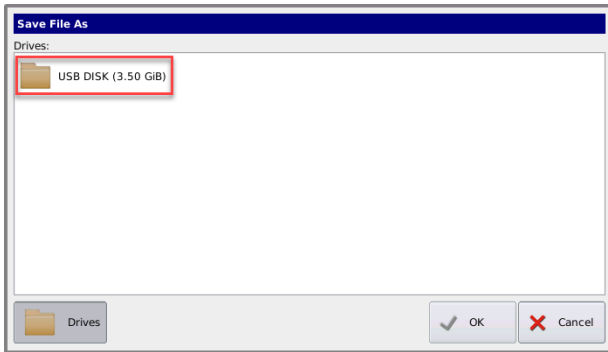 Save File As
Drives:
USB DISK (3.50 GiB)
Drives
OK
Cancel